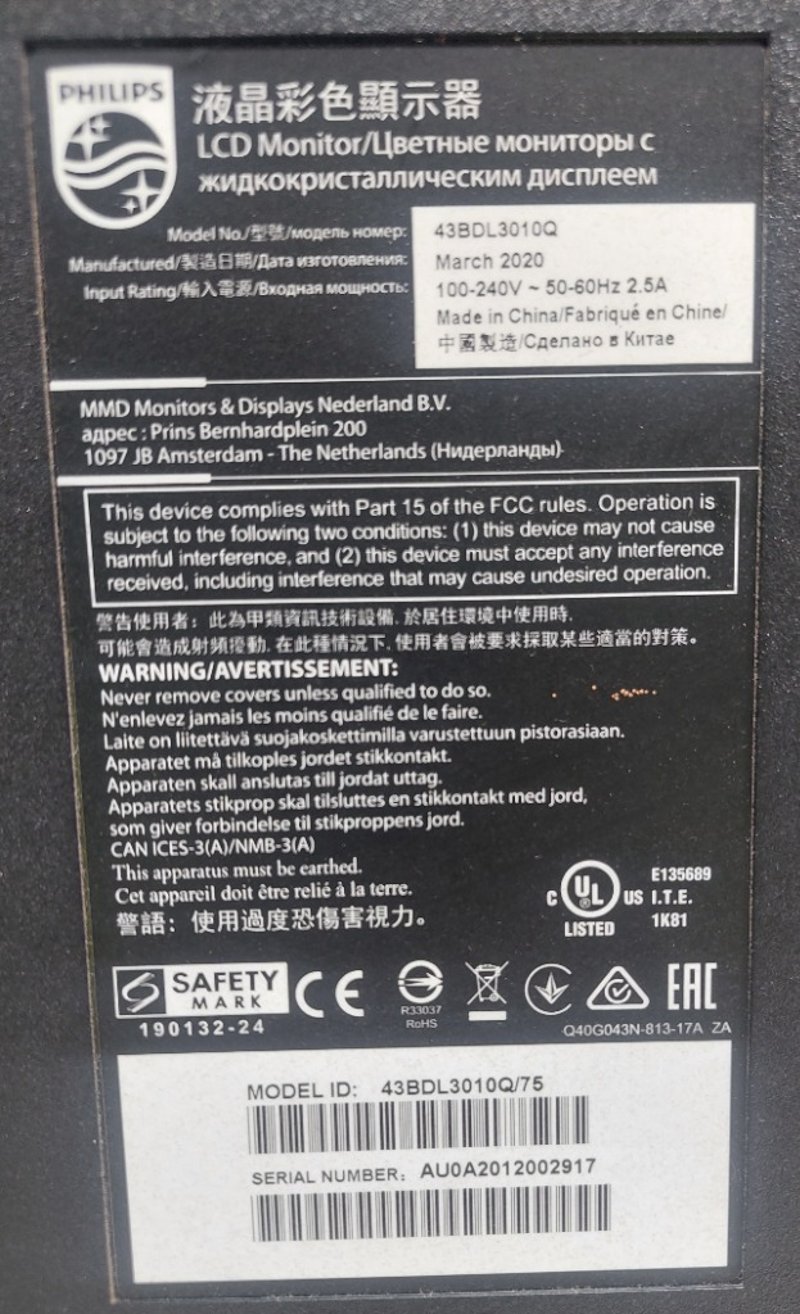 PHILIPS
液晶彩色顯示器
LCD Monitor/Цветные мониторы с
жидкокристаллическим дисплеем
Model No./型號/модель номер: 43BDL3010Q
Manufactured/製造日期/Дата изготовления: March 2020
Input Rating/輸入電源/Входная мощность: 100-240V ~ 50-60Hz 2.5A
Made in China/Fabriqué en Chine/
中國製造/Сделано в Китае
MMD Monitors & Displays Nederland B.V.
адрес : Prins Bernhardplein 200
1097 JB Amsterdam - The Netherlands (Нидерланды)
This device complies with Part 15 of the FCC rules. Operation is
subject to the following two conditions: (1) this device may not cause
harmful interference, and (2) this device must accept any interference
received, including interference that may cause undesired operation.
警告使用者：此為甲類資訊技術設備,於居住環境中使用時,
可能會造成射頻擾動,在此種情況下,使用者會被要求採取某些適當的對策。
WARNING/AVERTISSEMENT:
Never remove covers unless qualified to do so.
N'enlevez jamais les moins qualifié de le faire.
Laite on liitettävä suojakoskettimilla varustettuun pistorasiaan.
Apparatet må tilkoples jordet stikkontakt.
Apparaten skall anslutas till jordat uttag.
Apparatets stikprop skal tilsluttes en stikkontakt med jord,
som giver forbindelse til stikproppens jord.
CAN ICES-3(A)/NMB-3(A)
This apparatus must be earthed.
Cet appareil doit être relié à la terre.
警語：使用過度恐傷害視力。
C UL US LISTED
E135689
I.T.E.
1K81
SAFETY MARK
190132-24
CE
R33037
RoHS
EAC
Q40G043N-813-17A ZA
MODEL ID: 43BDL3010Q/75
SERIAL NUMBER: AU0A2012002917